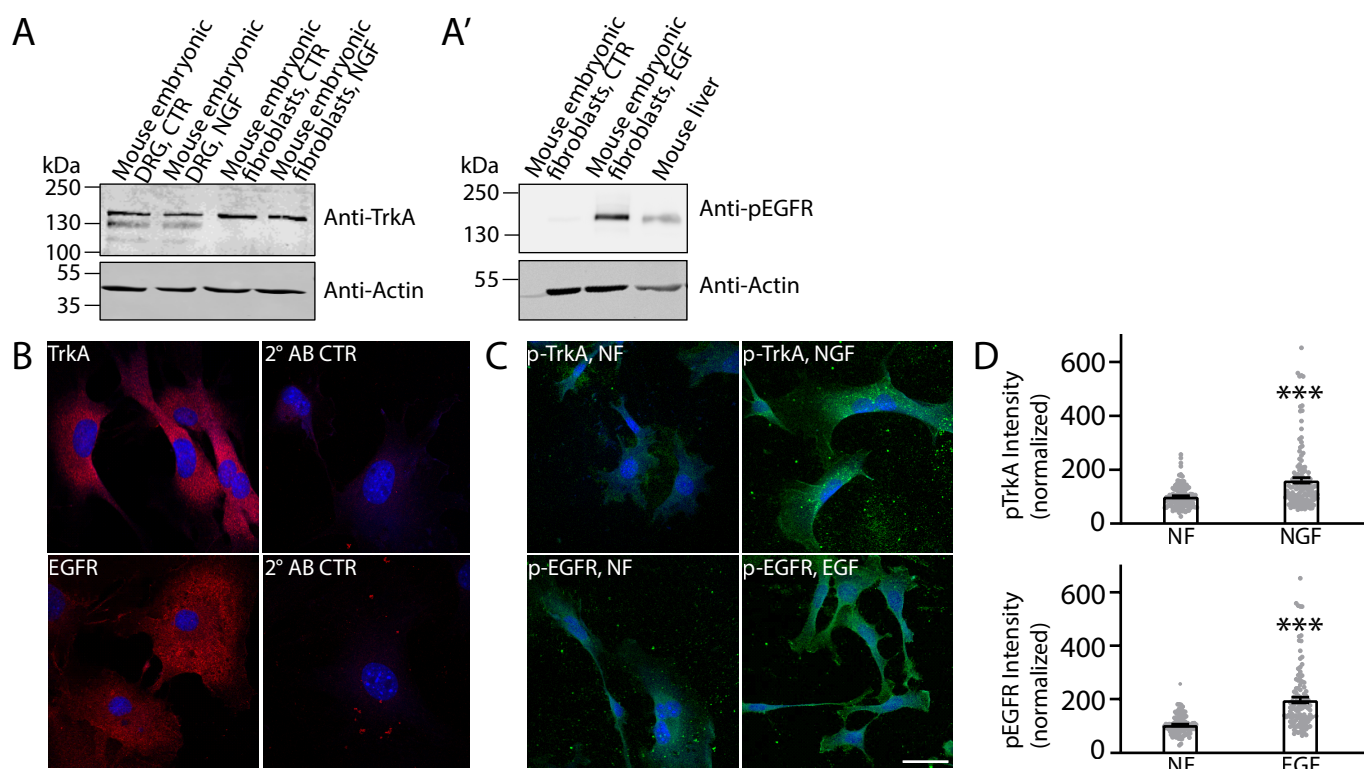 A
Mouse embryonic
DRG, CTR
Mouse embryonic
DRG, NGF
Mouse embryonic
fibroblasts, CTR
Mouse embryonic
fibroblasts, NGF
kDa
250
130
100
55
35
Anti-TrkA
Anti-Actin
A′
Mouse embryonic
fibroblasts, CTR
Mouse embryonic
fibroblasts, EGF
Mouse liver
kDa
250
130
55
Anti-pEGFR
Anti-Actin
B
TrkA
2° AB CTR
EGFR
2° AB CTR
C
p-TrkA, NF
p-TrkA, NGF
p-EGFR, NF
p-EGFR, EGF
D
pTrkA Intensity
(normalized)
600
400
200
0
***
NF
NGF
pEGFR Intensity
(normalized)
600
400
200
0
***
NF
EGF